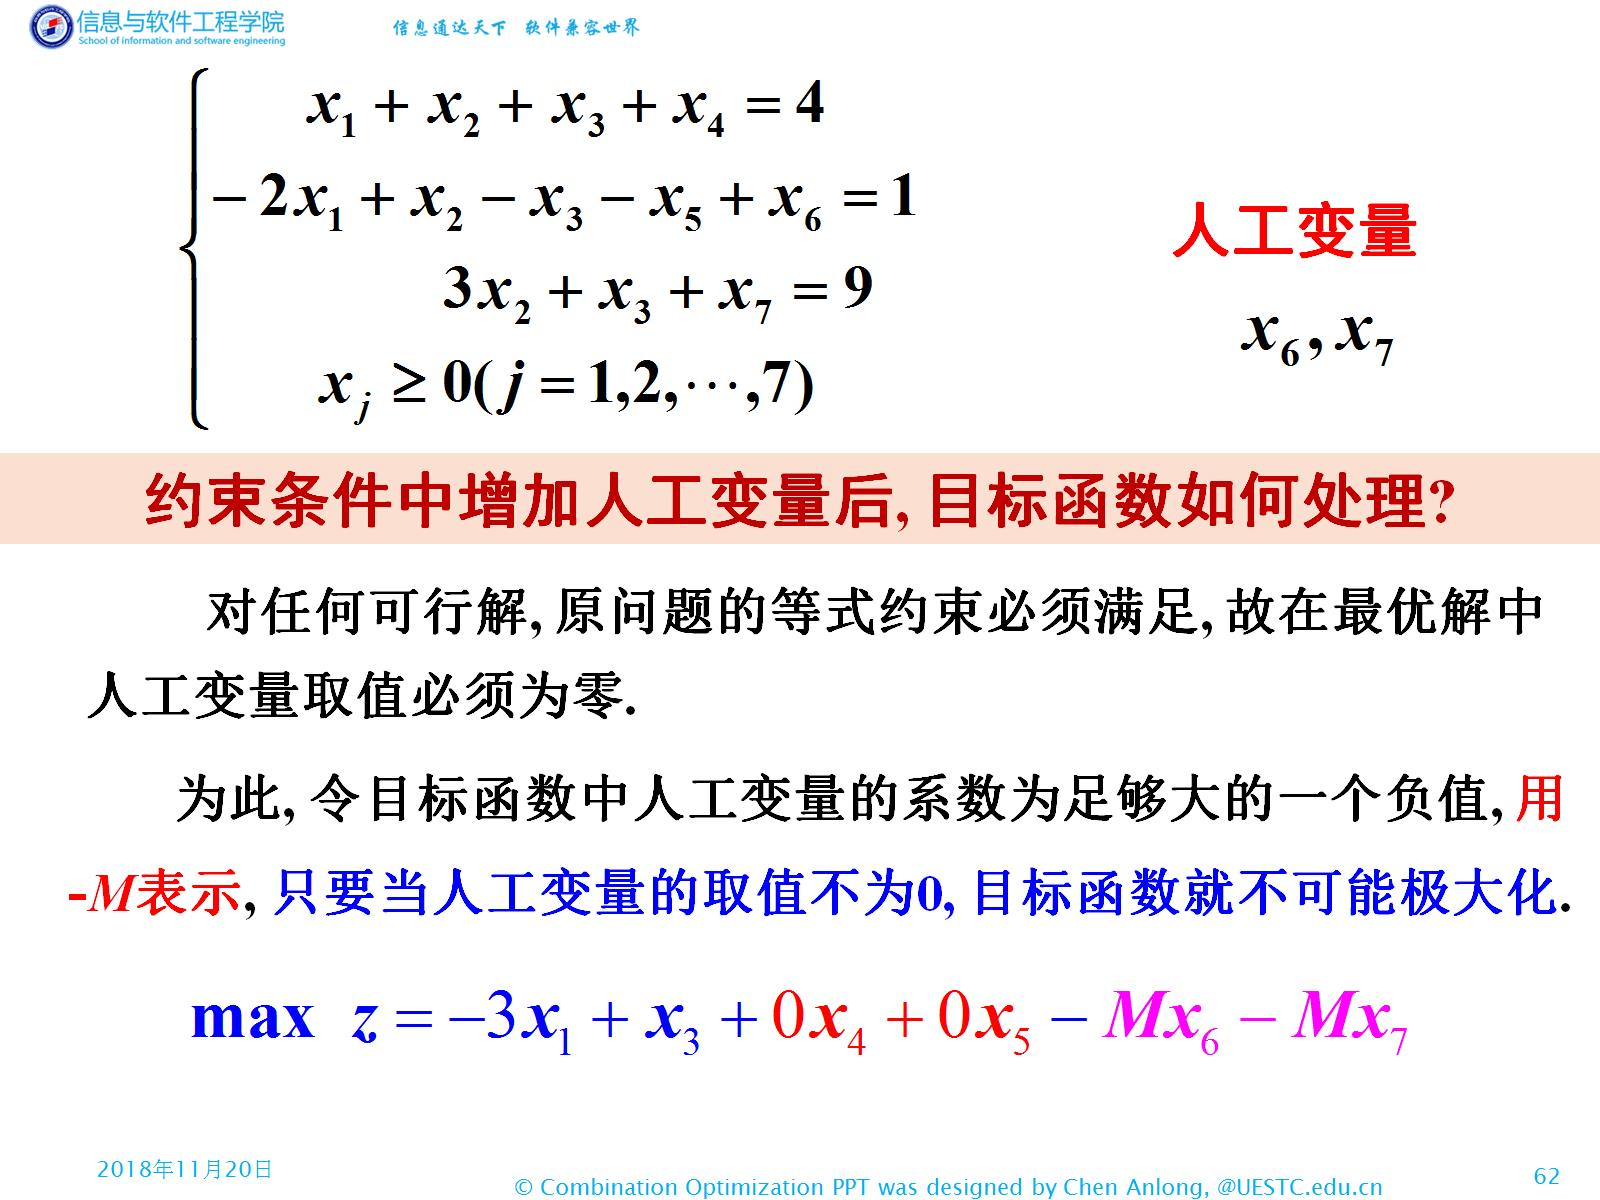 信息与软件工程学院
School of information and software engineering
信息通达天下 软件兼容世界
x₁ + x₂ + x₃ + x₄ = 4
− 2x₁ + x₂ − x₃ − x₅ + x₆ = 1
3x₂ + x₃ + x₇ = 9
xⱼ ≥ 0( j = 1,2,⋯,7)
人工变量
x₆, x₇
约束条件中增加人工变量后, 目标函数如何处理?
对任何可行解, 原问题的等式约束必须满足, 故在最优解中
人工变量取值必须为零.
为此, 令目标函数中人工变量的系数为足够大的一个负值, 用
-M表示, 只要当人工变量的取值不为0, 目标函数就不可能极大化.
max z = −3x₁ + x₃ + 0x₄ + 0x₅ − Mx₆ − Mx₇
2018年11月20日
© Combination Optimization PPT was designed by Chen Anlong, @UESTC.edu.cn
62